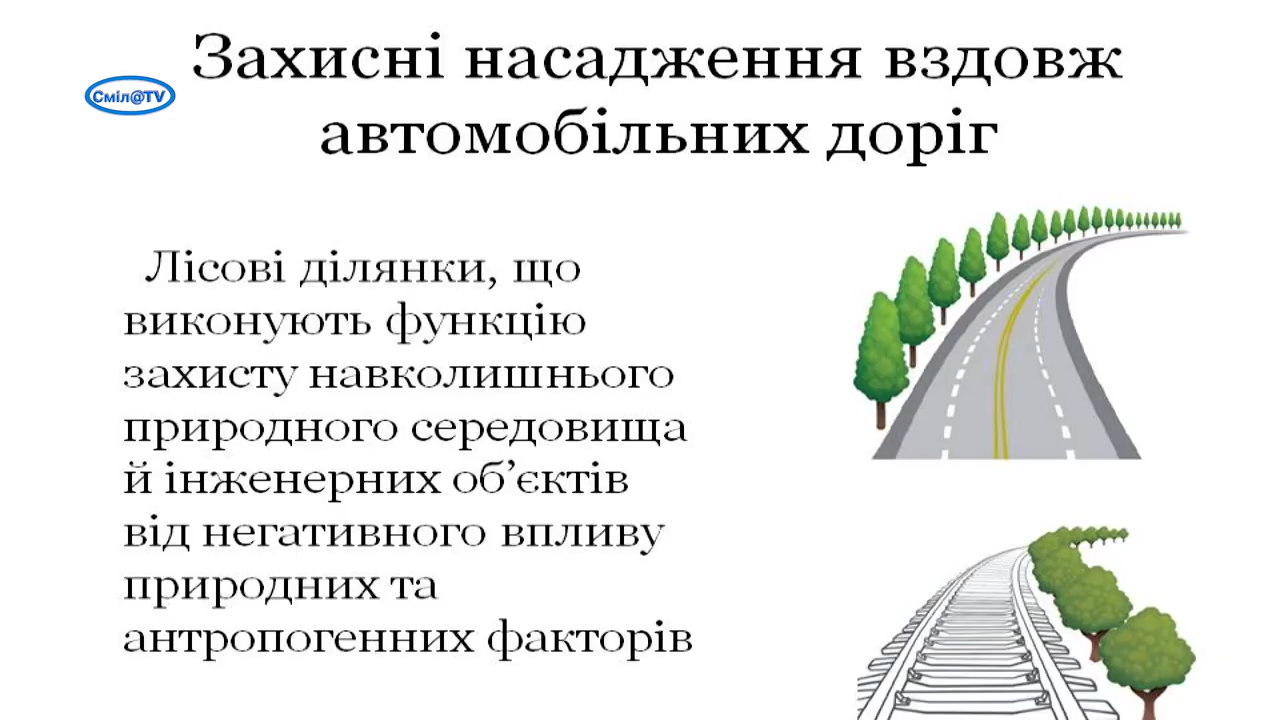 Захисні насадження вздовж
автомобільних доріг
Сміл@TV
Лісові ділянки, що
виконують функцію
захисту навколишнього
природного середовища
й інженерних об’єктів
від негативного впливу
природних та
антропогенних факторів